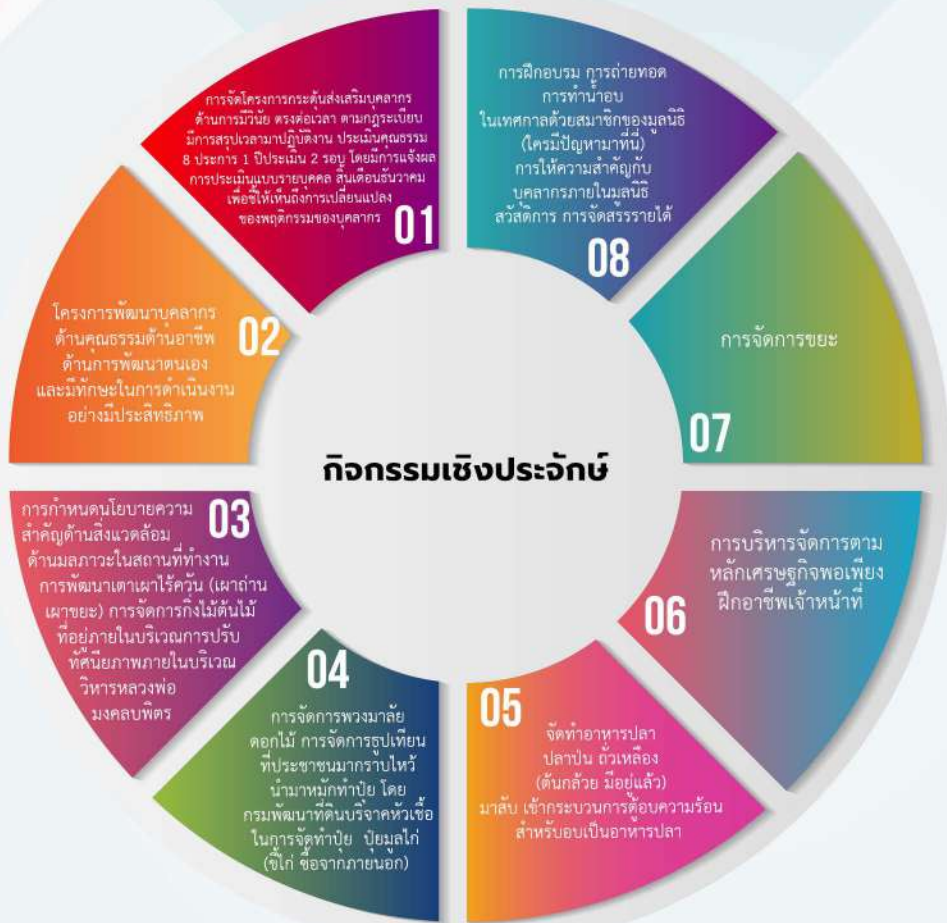 กิจกรรมเชิงประจักษ์
01
การจัดโครงการกระตุ้นส่งเสริมบุคลากร
ด้านการมีวินัย ตรงต่อเวลา ตามกฎระเบียบ
มีการสรุปเวลามาปฏิบัติงาน ประเมินคุณธรรม
8 ประการ 1 ปีประเมิน 2 รอบ โดยมีการแจ้งผล
การประเมินแบบรายบุคคล สิ้นเดือนธันวาคม
เพื่อชี้ให้เห็นถึงการเปลี่ยนแปลง
ของพฤติกรรมของบุคลากร
02
โครงการพัฒนาบุคลากร
ด้านคุณธรรมด้านอาชีพ
ด้านการพัฒนาตนเอง
และมีทักษะในการดำเนินงาน
อย่างมีประสิทธิภาพ
03
การกำหนดนโยบายความ
สำคัญด้านสิ่งแวดล้อม
ด้านมลภาวะในสถานที่ทำงาน
การพัฒนาเตาเผาไร้ควัน (เผาถ่าน
เผาขยะ) การจัดการกิ่งไม้ต้นไม้
ที่อยู่ภายในบริเวณการปรับ
ทัศนียภาพภายในบริเวณ
วิหารหลวงพ่อ
มงคลบพิตร
04
การจัดการพวงมาลัย
ดอกไม้ การจัดการธูปเทียน
ที่ประชาชนมากราบไหว้
นำมาหมักทำปุ๋ย โดย
กรมพัฒนาที่ดินบริจาคหัวเชื้อ
ในการจัดทำปุ๋ย ปุ๋ยมูลไก่
(ขี้ไก่ ซื้อจากภายนอก)
05
จัดทำอาหารปลา
ปลาป่น ถั่วเหลือง
(ต้นกล้วย มีอยู่แล้ว)
มาสับ เข้ากระบวนการตู้อบความร้อน
สำหรับอบเป็นอาหารปลา
06
การบริหารจัดการตาม
หลักเศรษฐกิจพอเพียง
ฝึกอาชีพเจ้าหน้าที่
07
การจัดการขยะ
08
การฝึกอบรม การถ่ายทอด
การทำน้ำอบ
ในเทศกาลด้วยสมาชิกของมูลนิธิ
(ใครมีปัญหามาที่นี่)
การให้ความสำคัญกับ
บุคลากรภายในมูลนิธิ
สวัสดิการ การจัดสรรรายได้